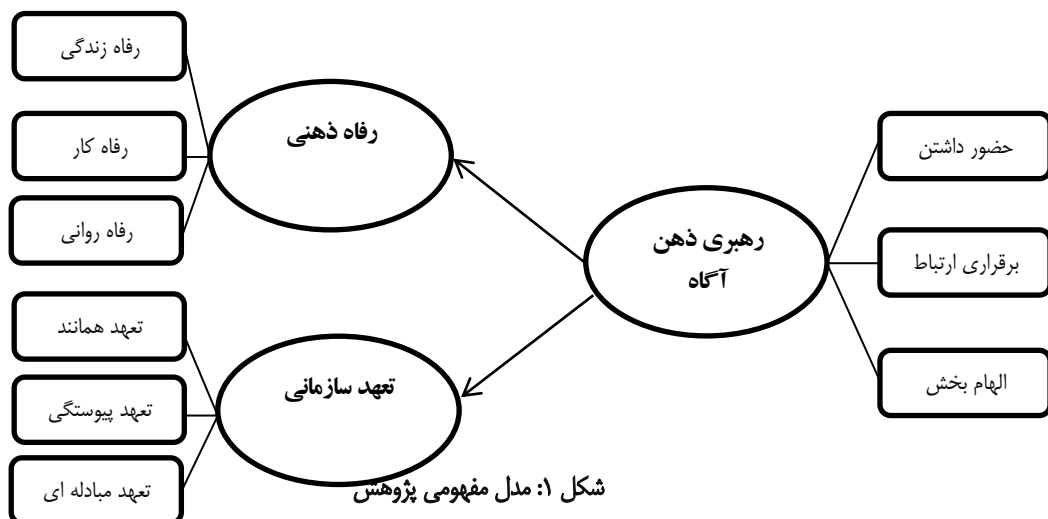 حضور داشتن
برقراری ارتباط
الهام بخش
رهبری ذهن
آگاه
رفاه ذهنی
رفاه زندگی
رفاه کار
رفاه روانی
تعهد سازمانی
تعهد همانند
تعهد پیوستگی
تعهد مبادله ای
شکل ۱: مدل مفهومی پژوهش